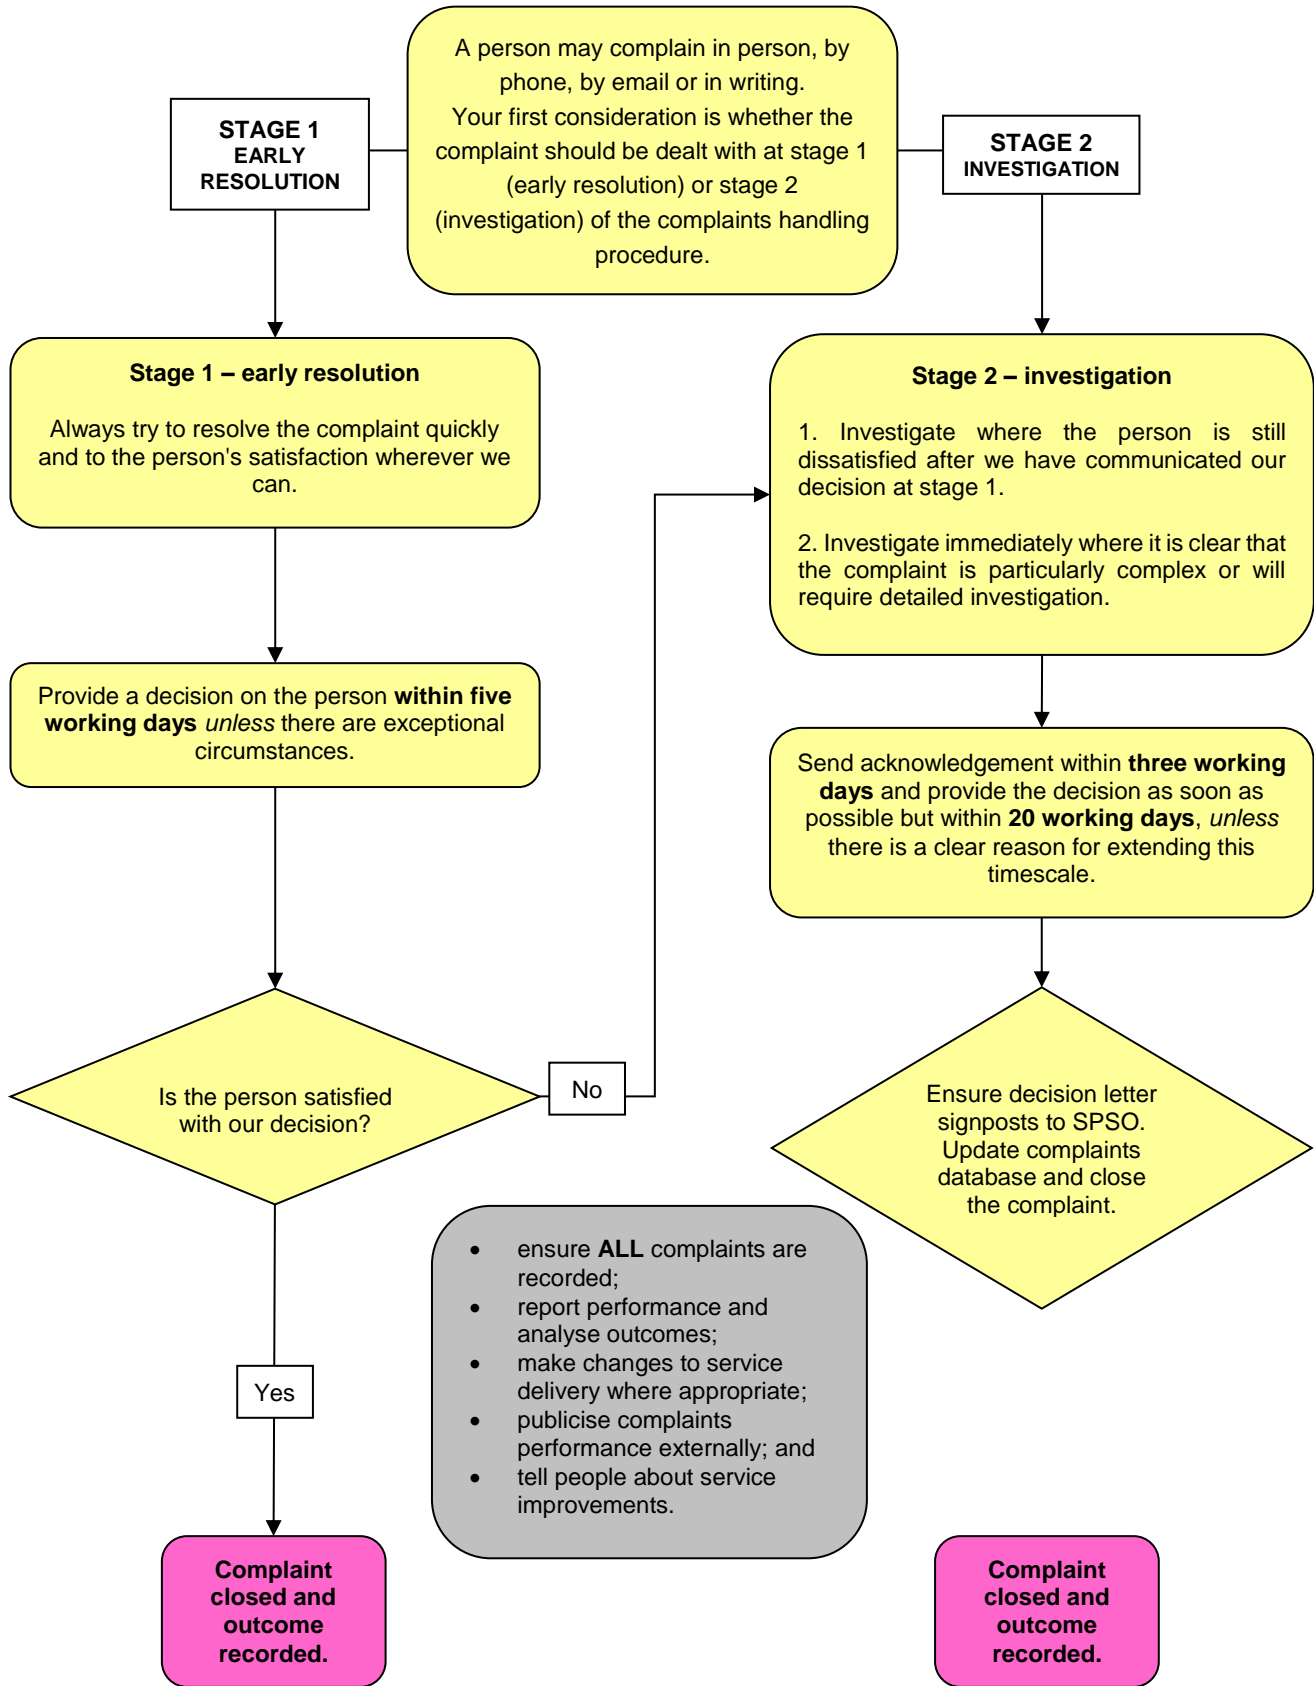 A person may complain in person, by
phone, by email or in writing.
Your first consideration is whether the
complaint should be dealt with at stage 1
(early resolution) or stage 2
(investigation) of the complaints handling
procedure.
STAGE 1
EARLY
RESOLUTION
STAGE 2
INVESTIGATION
Stage 1 – early resolution
Always try to resolve the complaint quickly
and to the person's satisfaction wherever we
can.
Stage 2 – investigation
1. Investigate where the person is still
dissatisfied after we have communicated our
decision at stage 1.
2. Investigate immediately where it is clear that
the complaint is particularly complex or will
require detailed investigation.
Provide a decision on the person within five
working days unless there are exceptional
circumstances.
Send acknowledgement within three working
days and provide the decision as soon as
possible but within 20 working days, unless
there is a clear reason for extending this
timescale.
Is the person satisfied
with our decision?
No
Ensure decision letter
signposts to SPSO.
Update complaints
database and close
the complaint.
• ensure ALL complaints are
recorded;
• report performance and
analyse outcomes;
• make changes to service
delivery where appropriate;
• publicise complaints
performance externally; and
• tell people about service
improvements.
Yes
Complaint
closed and
outcome
recorded.
Complaint
closed and
outcome
recorded.